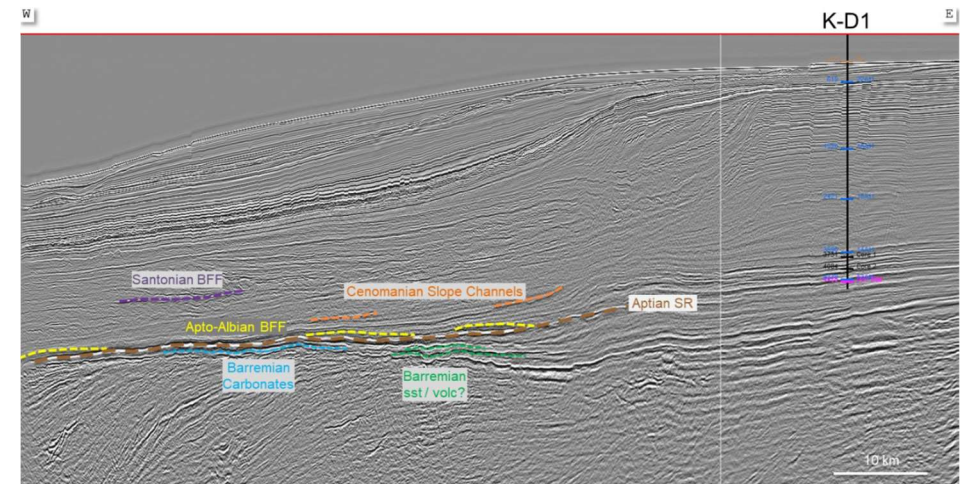 W
E
K-D1
Santonian BFF
Cenomanian Slope Channels
Aptian SR
Apto-Albian BFF
Barremian
Carbonates
Barremian
sst / volc?
10 km